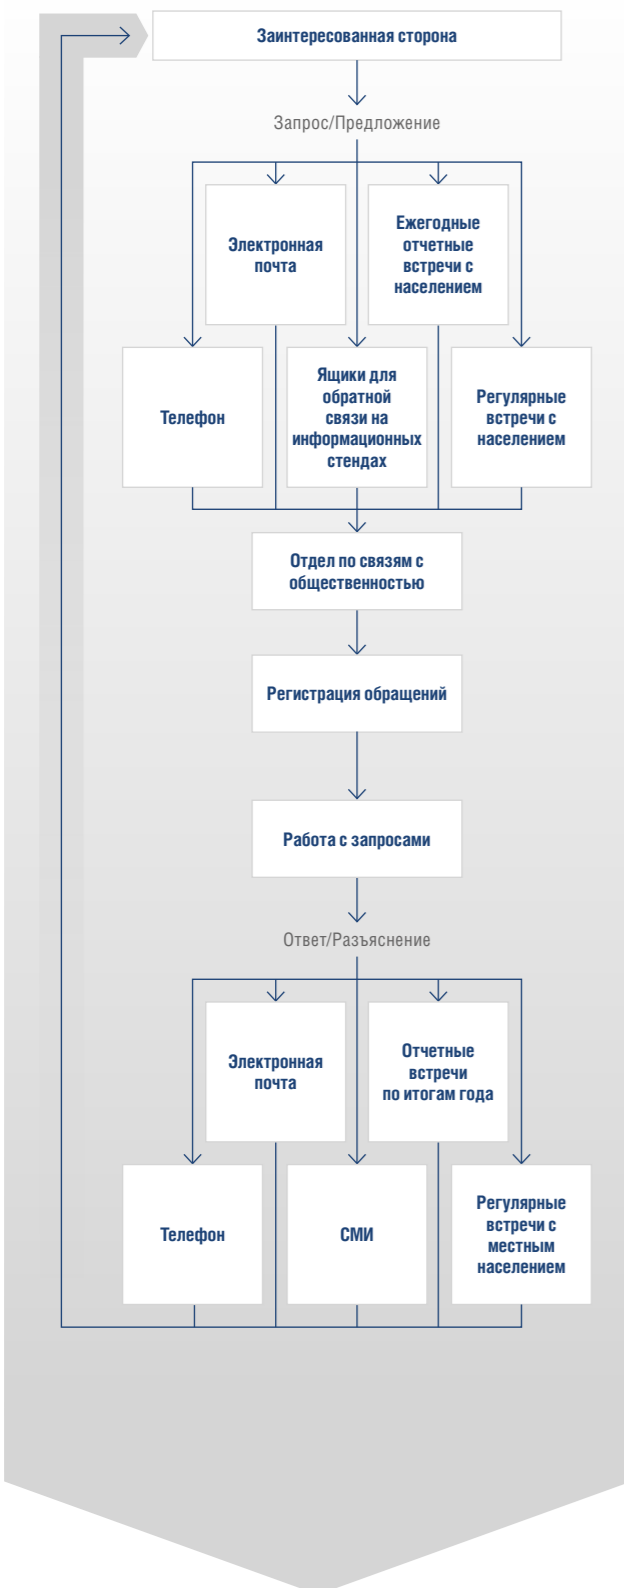 Заинтересованная сторона
Запрос/Предложение
Электронная
почта
Ежегодные
отчетные
встречи с
населением
Телефон
Ящики для
обратной
связи на
информационных
стендах
Регулярные
встречи с
населением
Отдел по связям с
общественностью
Регистрация обращений
Работа с запросами
Ответ/Разъяснение
Электронная
почта
Отчетные
встречи
по итогам года
Телефон
СМИ
Регулярные
встречи с
местным
населением